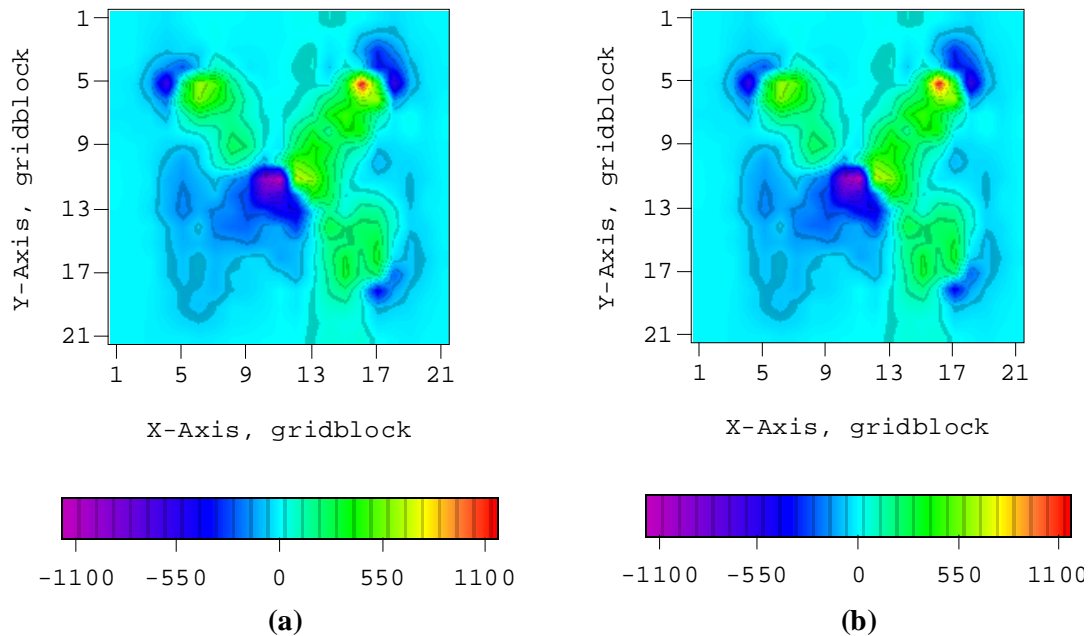 1
5
9
13
17
21
Y-Axis, gridblock
1 5 9 13 17 21
X-Axis, gridblock
-1100 -550 0 550 1100
(a)
1
5
9
13
17
21
Y-Axis, gridblock
1 5 9 13 17 21
X-Axis, gridblock
-1100 -550 0 550 1100
(b)